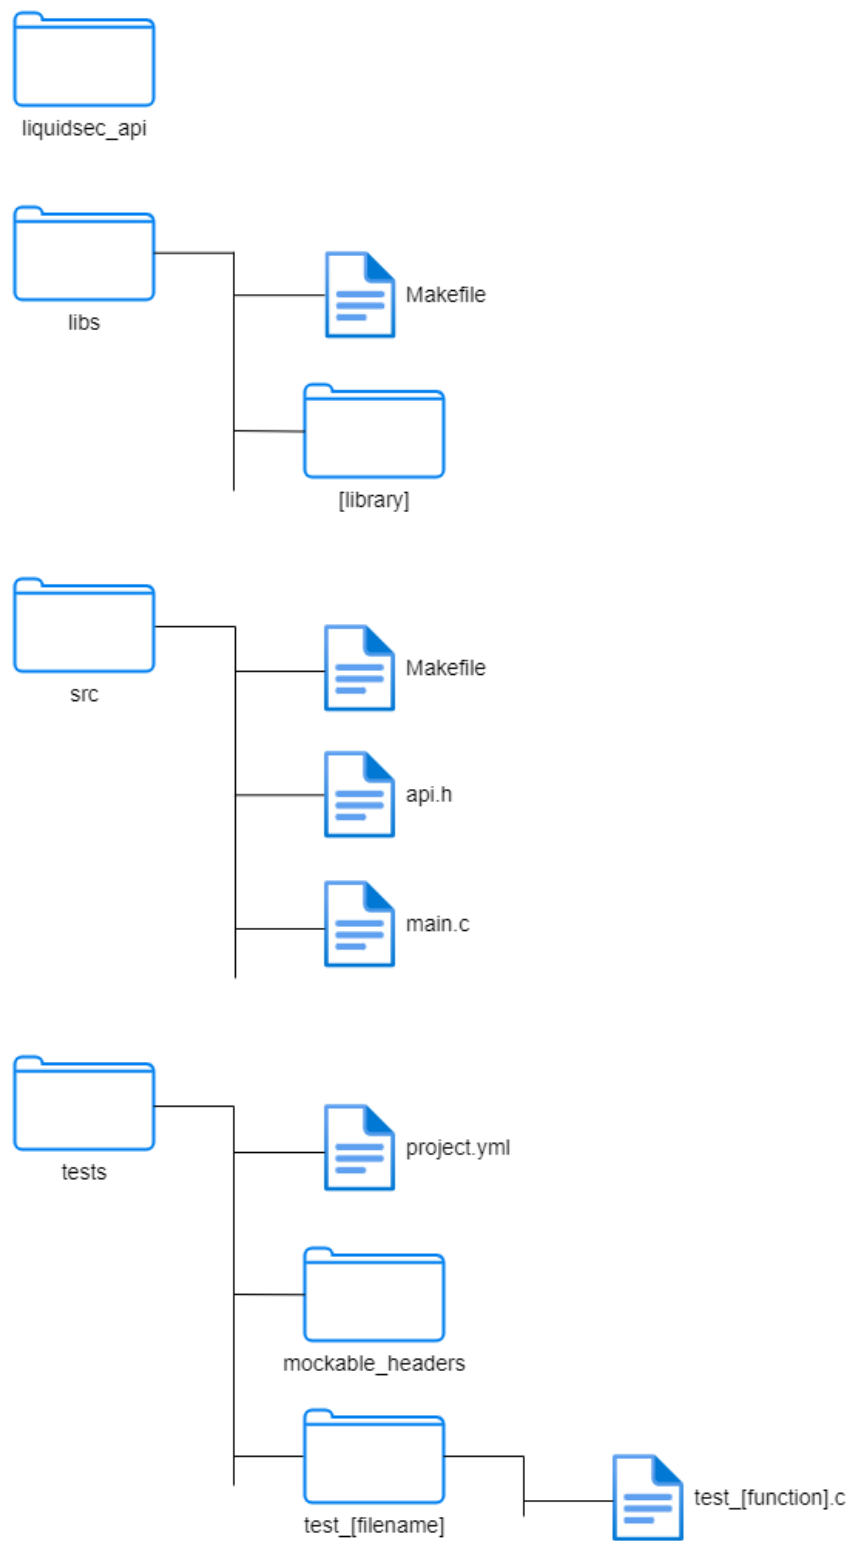 liquidsec_api
libs
Makefile
[library]
src
Makefile
api.h
main.c
tests
project.yml
mockable_headers
test_[filename]
test_[function].c